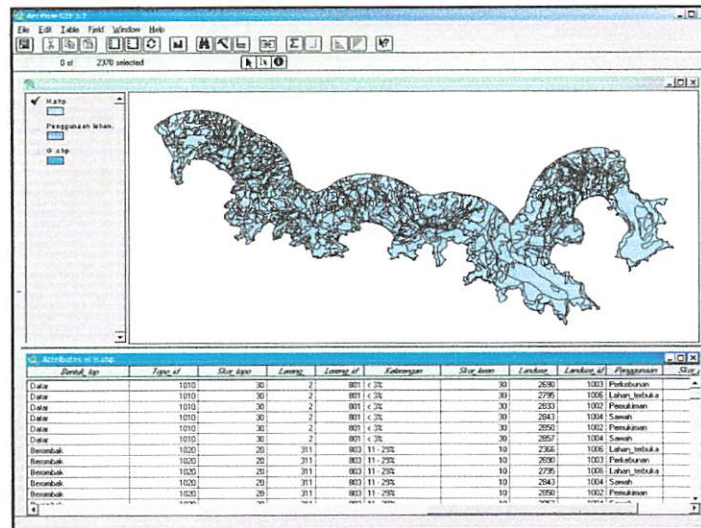 ArcView GIS 3.3
File Edit Table Field Window Help
0 of 2370 selected
H.shp
Penggunaan lahan.
G .shp
Attributes of H.shp
Bentuk_top Topo_id Skor_topo Lereng_ Lereng_id Keterangan Skor_lereng Landuse_ Landuse_id Penggunaan
Datar 1010 30 2 801 < 3% 30 2690 1003 Perkebunan
Datar 1010 30 2 801 < 3% 30 2795 1006 Lahan_terbuka
Datar 1010 30 2 801 < 3% 30 2833 1002 Pemukiman
Datar 1010 30 2 801 < 3% 30 2843 1004 Sawah
Datar 1010 30 2 801 < 3% 30 2850 1002 Pemukiman
Datar 1010 30 2 801 < 3% 30 2857 1004 Sawah
Berombak 1020 20 311 803 11 - 29% 10 2366 1006 Lahan_terbuka
Berombak 1020 20 311 803 11 - 29% 10 2690 1003 Perkebunan
Berombak 1020 20 311 803 11 - 29% 10 2795 1006 Lahan_terbuka
Berombak 1020 20 311 803 11 - 29% 10 2843 1004 Sawah
Berombak 1020 20 311 803 11 - 29% 10 2850 1002 Pemukiman